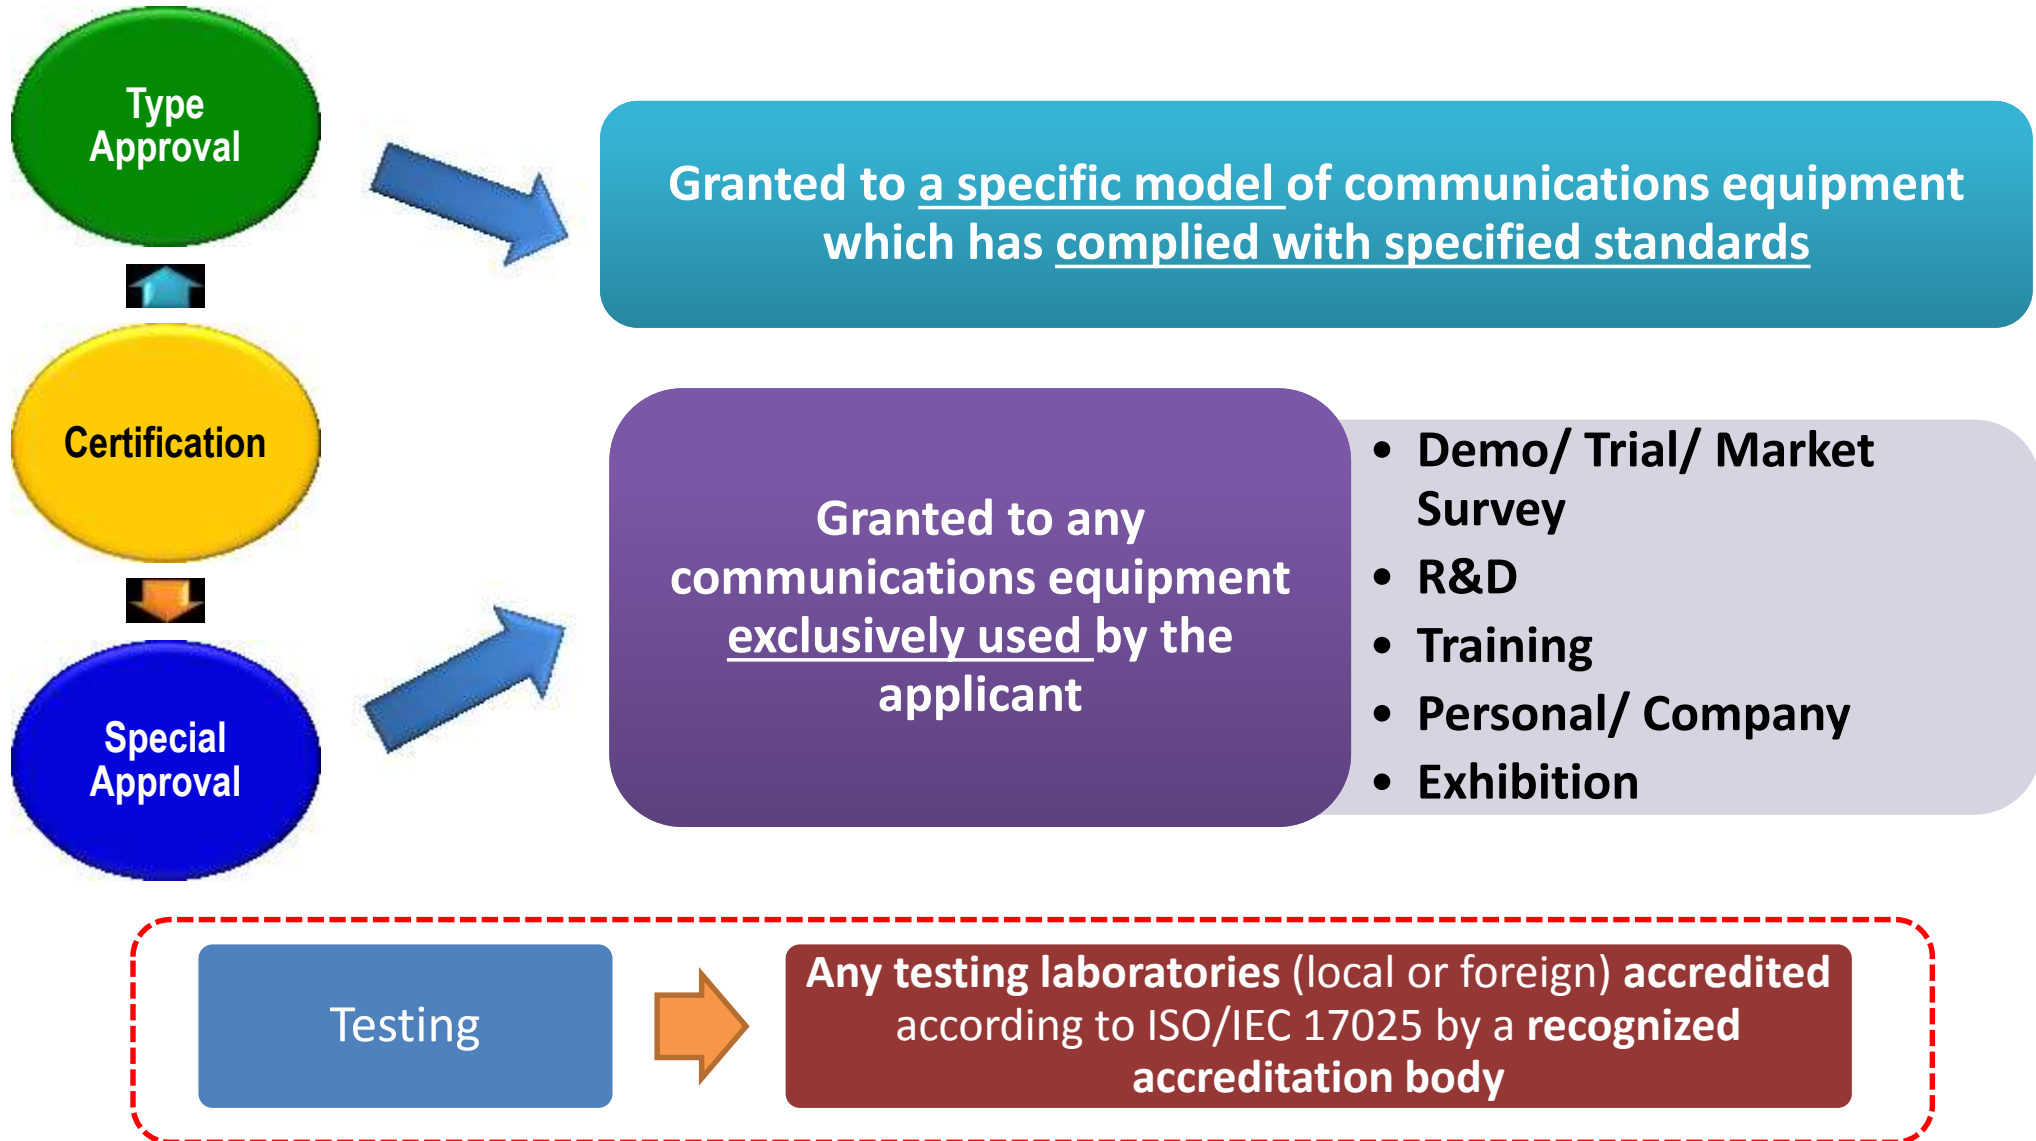 Type
Approval
Granted to a specific model of communications equipment
which has complied with specified standards
Certification
Granted to any
communications equipment
exclusively used by the
applicant
• Demo/ Trial/ Market
Survey
• R&D
• Training
• Personal/ Company
• Exhibition
Special
Approval
Testing
Any testing laboratories (local or foreign) accredited
according to ISO/IEC 17025 by a recognized
accreditation body